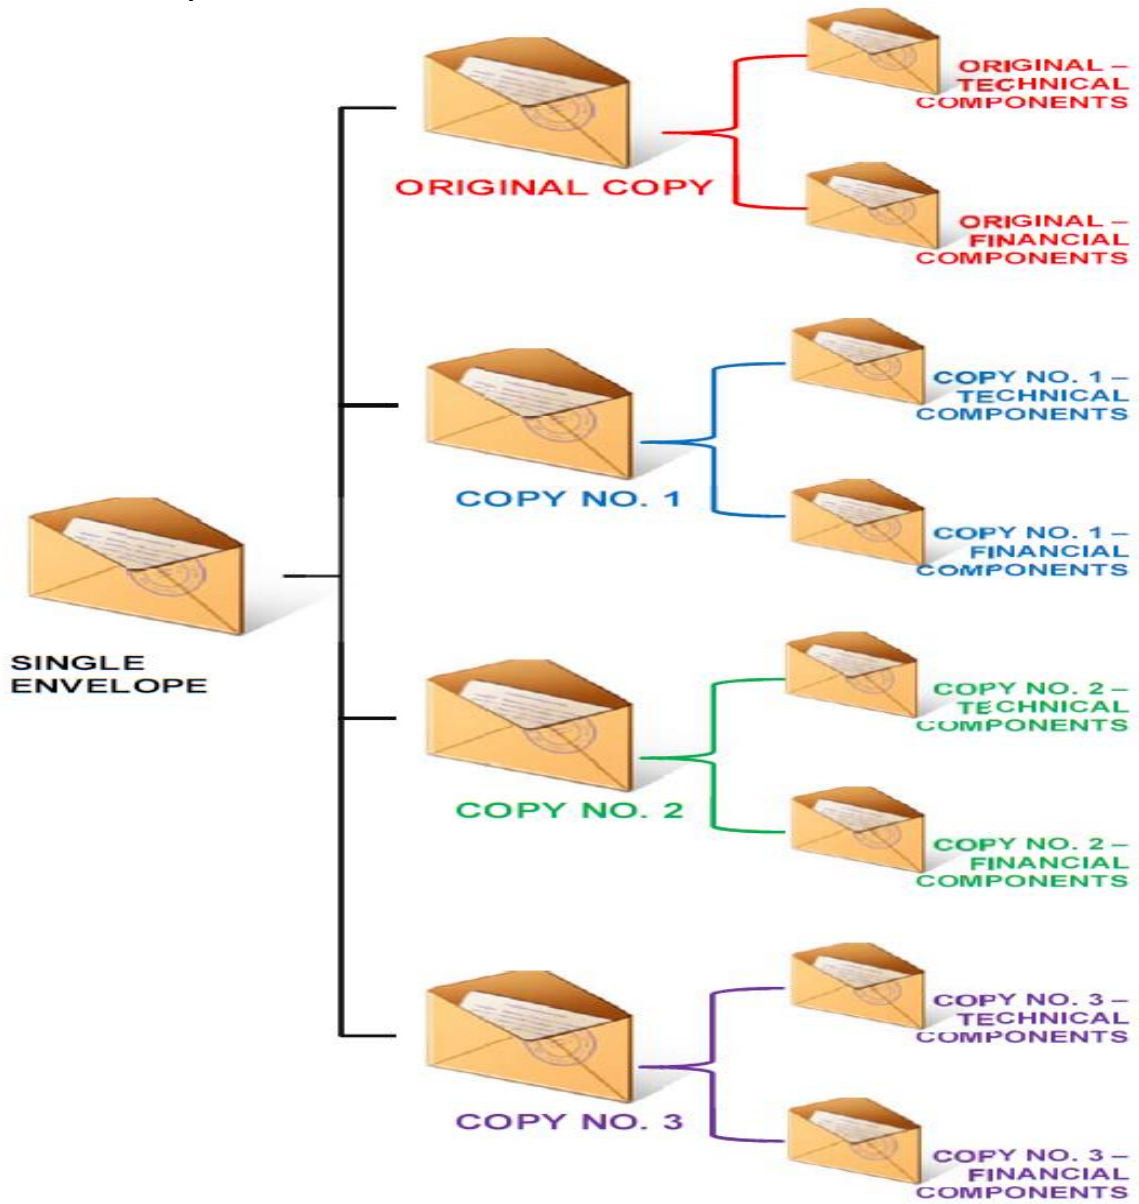 ORIGINAL –
TECHNICAL
COMPONENTS
ORIGINAL COPY
ORIGINAL –
FINANCIAL
COMPONENTS
COPY NO. 1 –
TECHNICAL
COMPONENTS
COPY NO. 1
COPY NO. 1 –
FINANCIAL
COMPONENTS
SINGLE
ENVELOPE
COPY NO. 2 –
TECHNICAL
COMPONENTS
COPY NO. 2
COPY NO. 2 –
FINANCIAL
COMPONENTS
COPY NO. 3 –
TECHNICAL
COMPONENTS
COPY NO. 3
COPY NO. 3 –
FINANCIAL
COMPONENTS